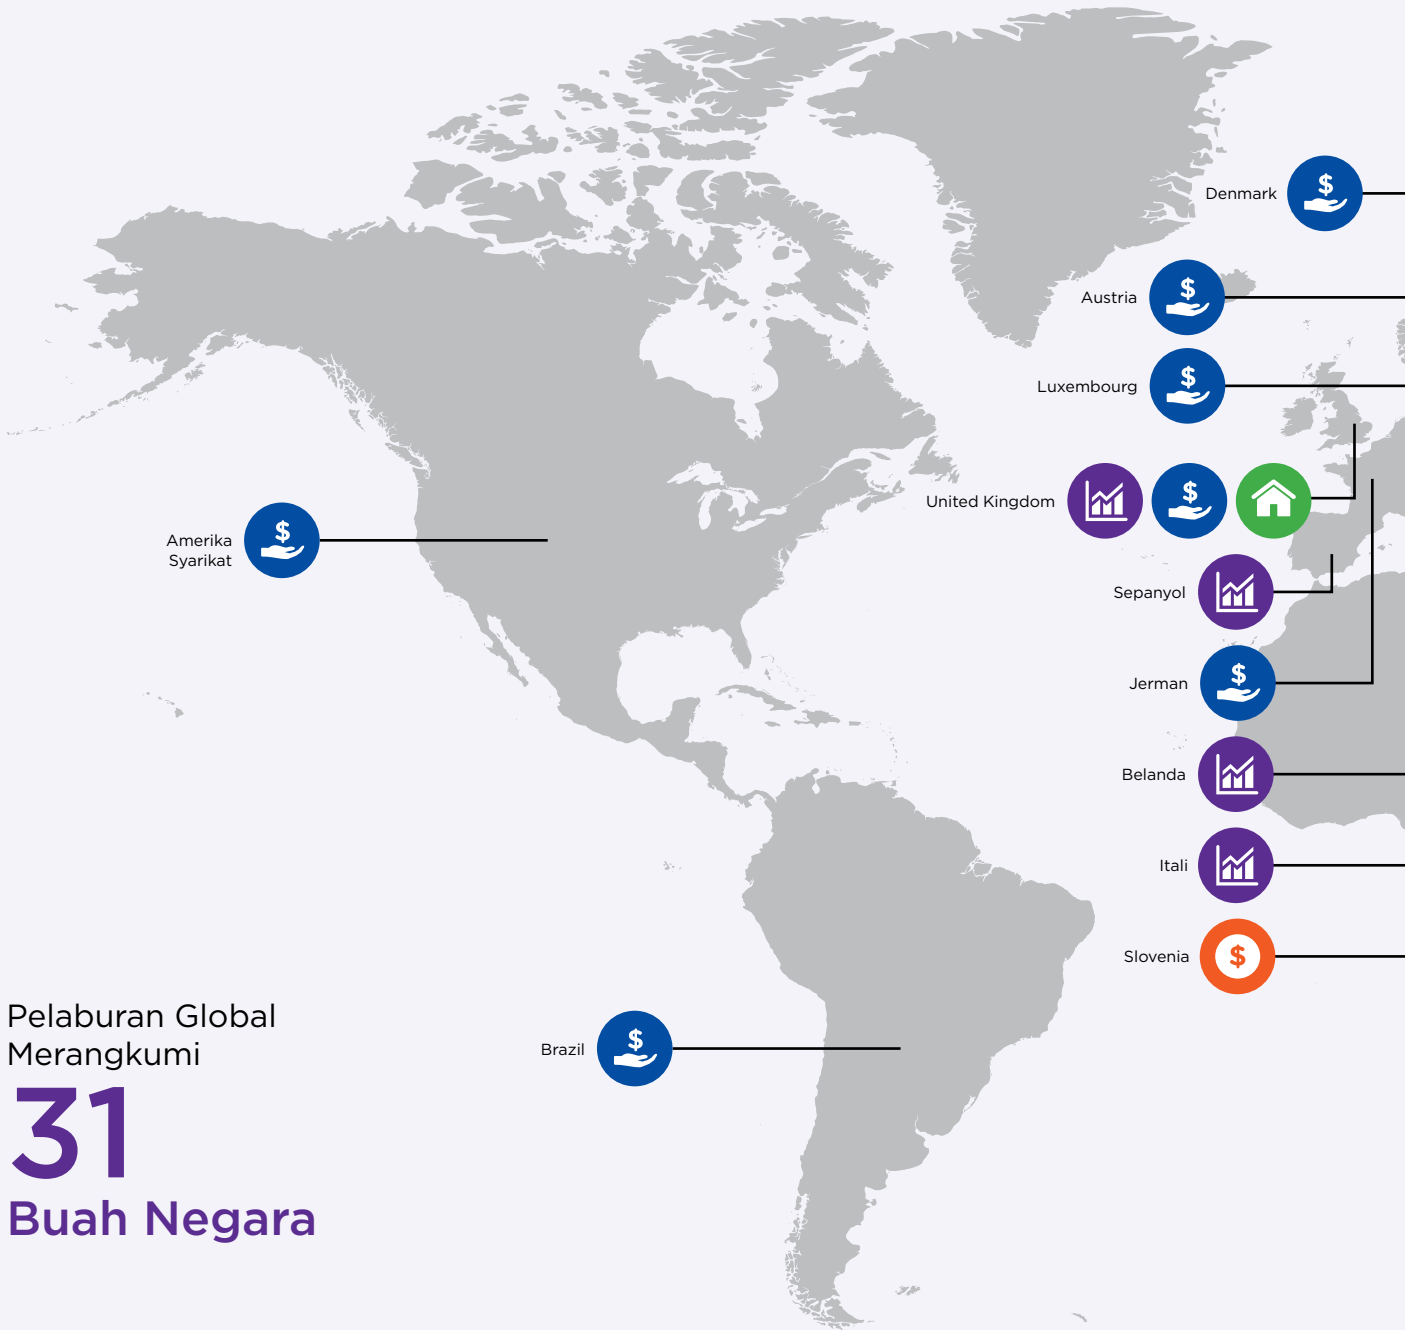 Denmark
Austria
Luxembourg
United Kingdom
Amerika
Syarikat
Sepanyol
Jerman
Belanda
Itali
Slovenia
Brazil
Pelaburan Global
Merangkumi
31
Buah Negara